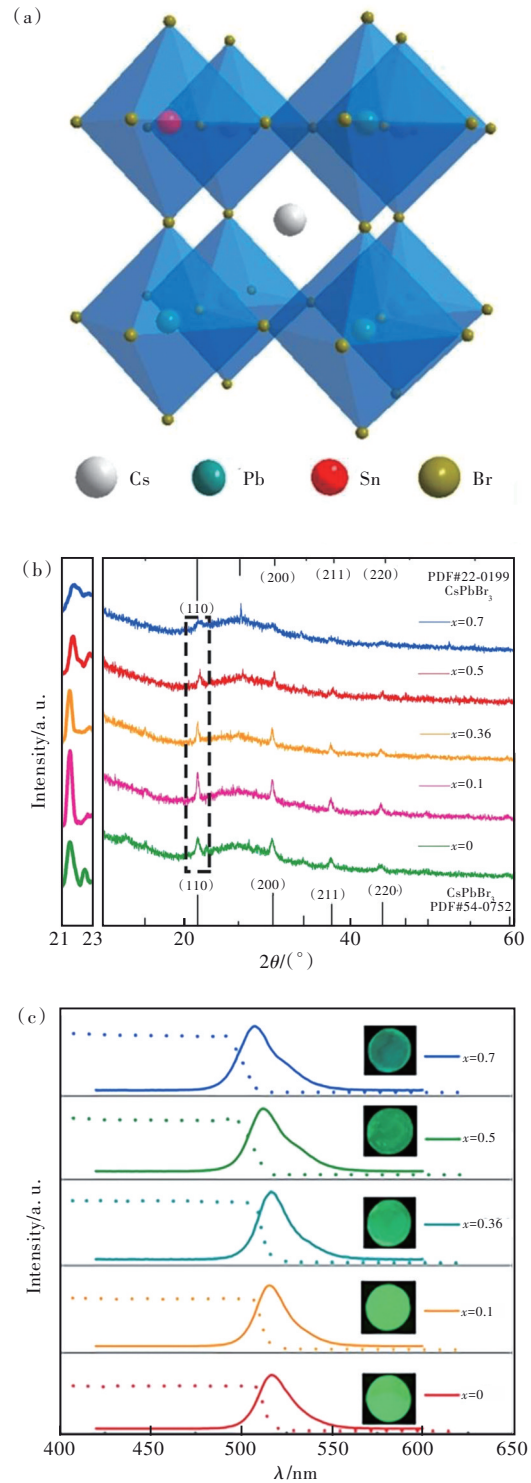 (a)
Cs Pb Sn Br
(b)
(200) (211) (220) PDF#22-0199
CsPbBr₃
(110)
x=0.7
x=0.5
x=0.36
x=0.1
x=0
(110) (200) (211) (220) CsPbBr₃
PDF#54-0752
Intensity/a. u.
21 23 20 40 60
2θ/(°)
(c)
x=0.7
x=0.5
x=0.36
x=0.1
x=0
Intensity/a. u.
400 450 500 550 600 650
λ/nm